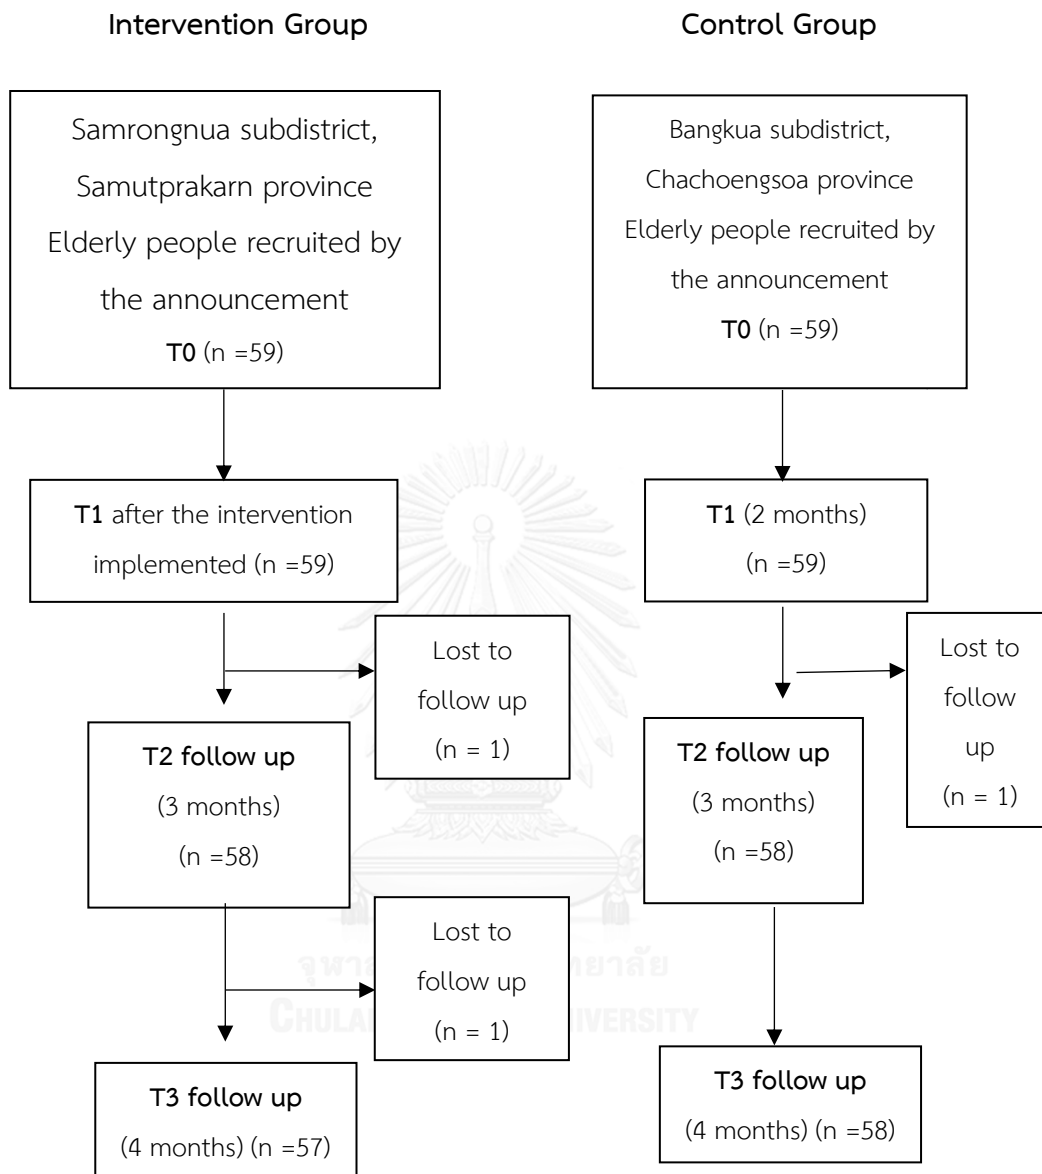 Intervention Group
Control Group
Samrongnua subdistrict,
Samutprakarn province
Elderly people recruited by
the announcement
T0 (n =59)
Bangkua subdistrict,
Chachoengsoa province
Elderly people recruited by
the announcement
T0 (n =59)
T1 after the intervention
implemented (n =59)
T1 (2 months)
(n =59)
Lost to
follow up
(n = 1)
Lost to
follow
up
(n = 1)
T2 follow up
(3 months)
(n =58)
T2 follow up
(3 months)
(n =58)
Lost to
follow up
(n = 1)
T3 follow up
(4 months) (n =57)
T3 follow up
(4 months) (n =58)